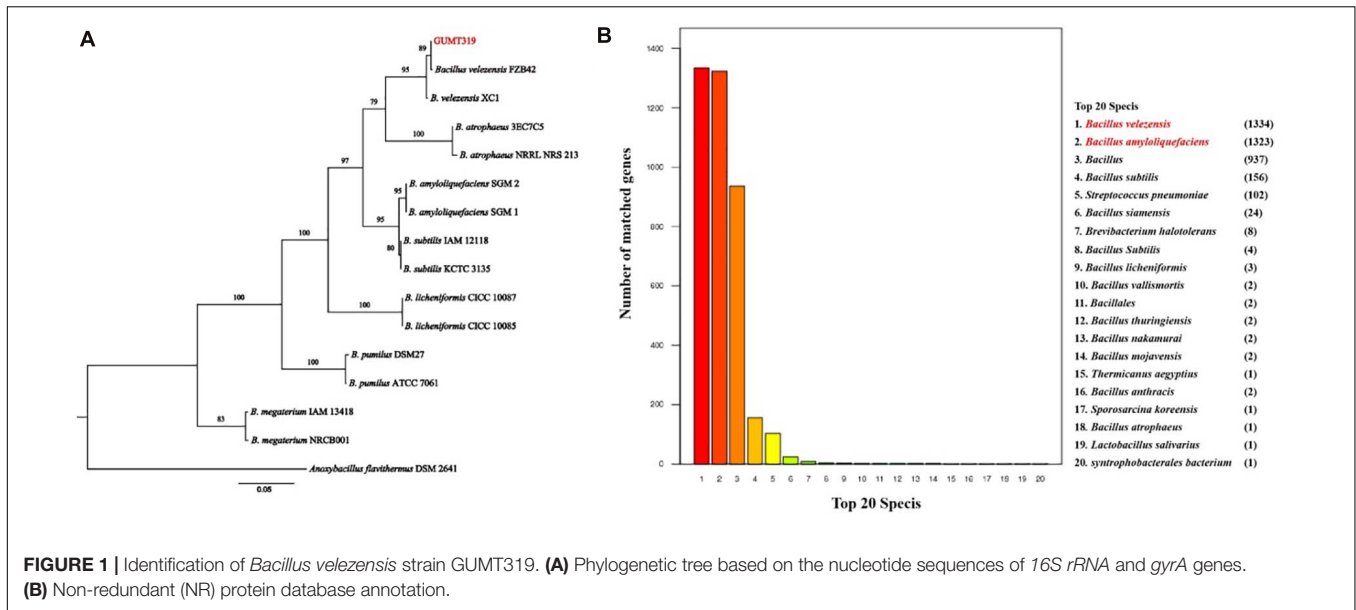 A
GUMT319
89
Bacillus velezensis FZB42
95
B. velezensis XC1
79
B. atrophaeus 3EC7C5
100
B. atrophaeus NRRL NRS 213
97
B. amyloliquefaciens SGM 2
95
B. amyloliquefaciens SGM 1
95
B. subtilis IAM 12118
80
B. subtilis KCTC 3135
100
B. licheniformis CICC 10087
100
B. licheniformis CICC 10085
100
B. pumilus DSM27
100
B. pumilus ATCC 7061
B. megaterium IAM 13418
83
B. megaterium NRCB001
Anoxybacillus flavithermus DSM 2641
0.05
B
Number of matched genes
1400
1200
1000
800
600
400
200
0
1 2 3 4 5 6 7 8 9 10 11 12 13 14 15 16 17 18 19 20
Top 20 Specis
Top 20 Specis
1. Bacillus velezensis (1334)
2. Bacillus amyloliquefaciens (1323)
3. Bacillus (937)
4. Bacillus subtilis (156)
5. Streptococcus pneumoniae (102)
6. Bacillus siamensis (24)
7. Brevibacterium halotolerans (8)
8. Bacillus Subtilis (4)
9. Bacillus licheniformis (3)
10. Bacillus vallismortis (2)
11. Bacillales (2)
12. Bacillus thuringiensis (2)
13. Bacillus nakamurai (2)
14. Bacillus mojavensis (2)
15. Thermicanus aegyptius (1)
16. Bacillus anthracis (2)
17. Sporosarcina koreensis (1)
18. Bacillus atrophaeus (1)
19. Lactobacillus salivarius (1)
20. syntrophobacterales bacterium (1)
FIGURE 1 | Identification of Bacillus velezensis strain GUMT319. (A) Phylogenetic tree based on the nucleotide sequences of 16S rRNA and gyrA genes.
(B) Non-redundant (NR) protein database annotation.